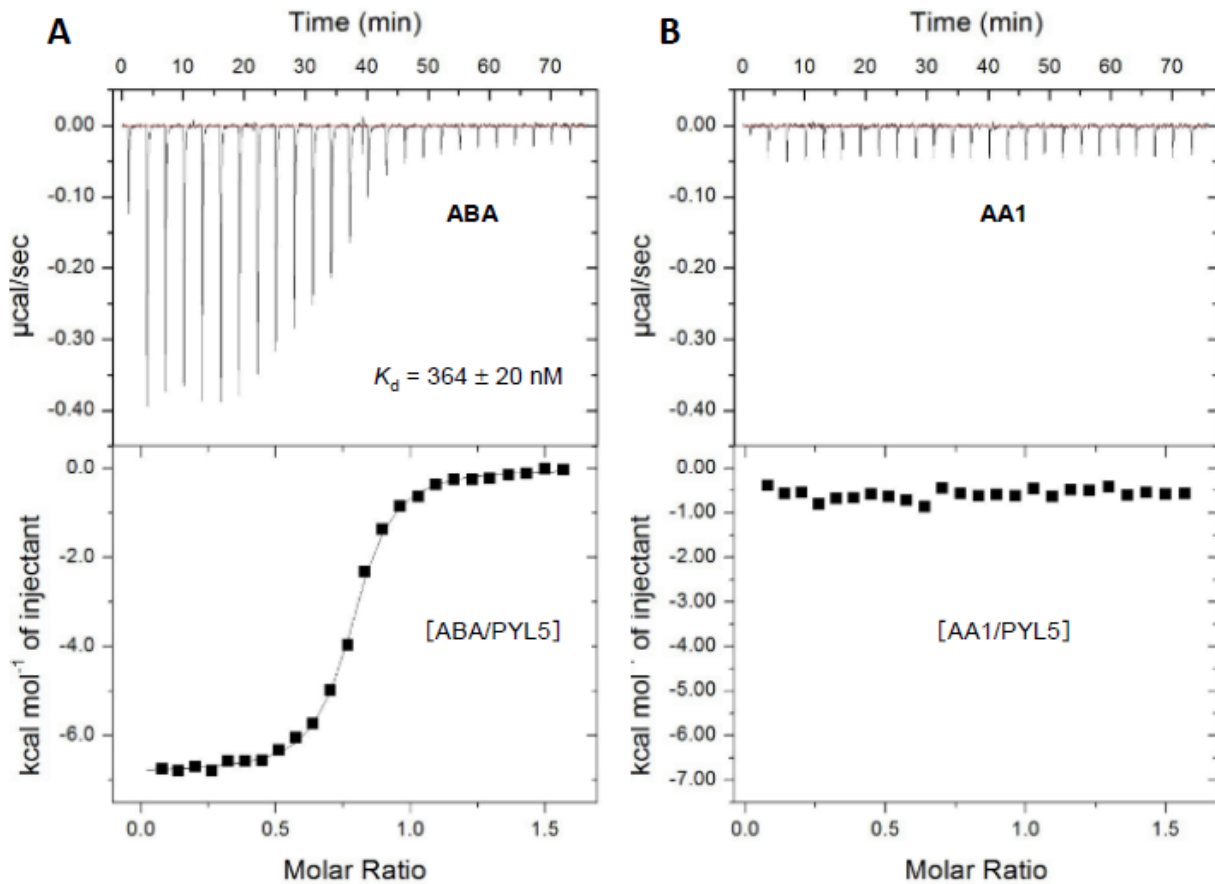 A
Time (min)
0 10 20 30 40 50 60 70
0.00
-0.10
-0.20
-0.30
-0.40
µcal/sec
ABA
Kd = 364 ± 20 nM
0.0
-2.0
-4.0
-6.0
kcal mol-1 of injectant
[ABA/PYL5]
0.0 0.5 1.0 1.5
Molar Ratio
B
Time (min)
0 10 20 30 40 50 60 70
0.00
-0.10
-0.20
-0.30
-0.40
µcal/sec
AA1
0.00
-1.00
-2.00
-3.00
-4.00
-5.00
-6.00
-7.00
kcal mol-1 of injectant
[AA1/PYL5]
0.0 0.5 1.0 1.5
Molar Ratio